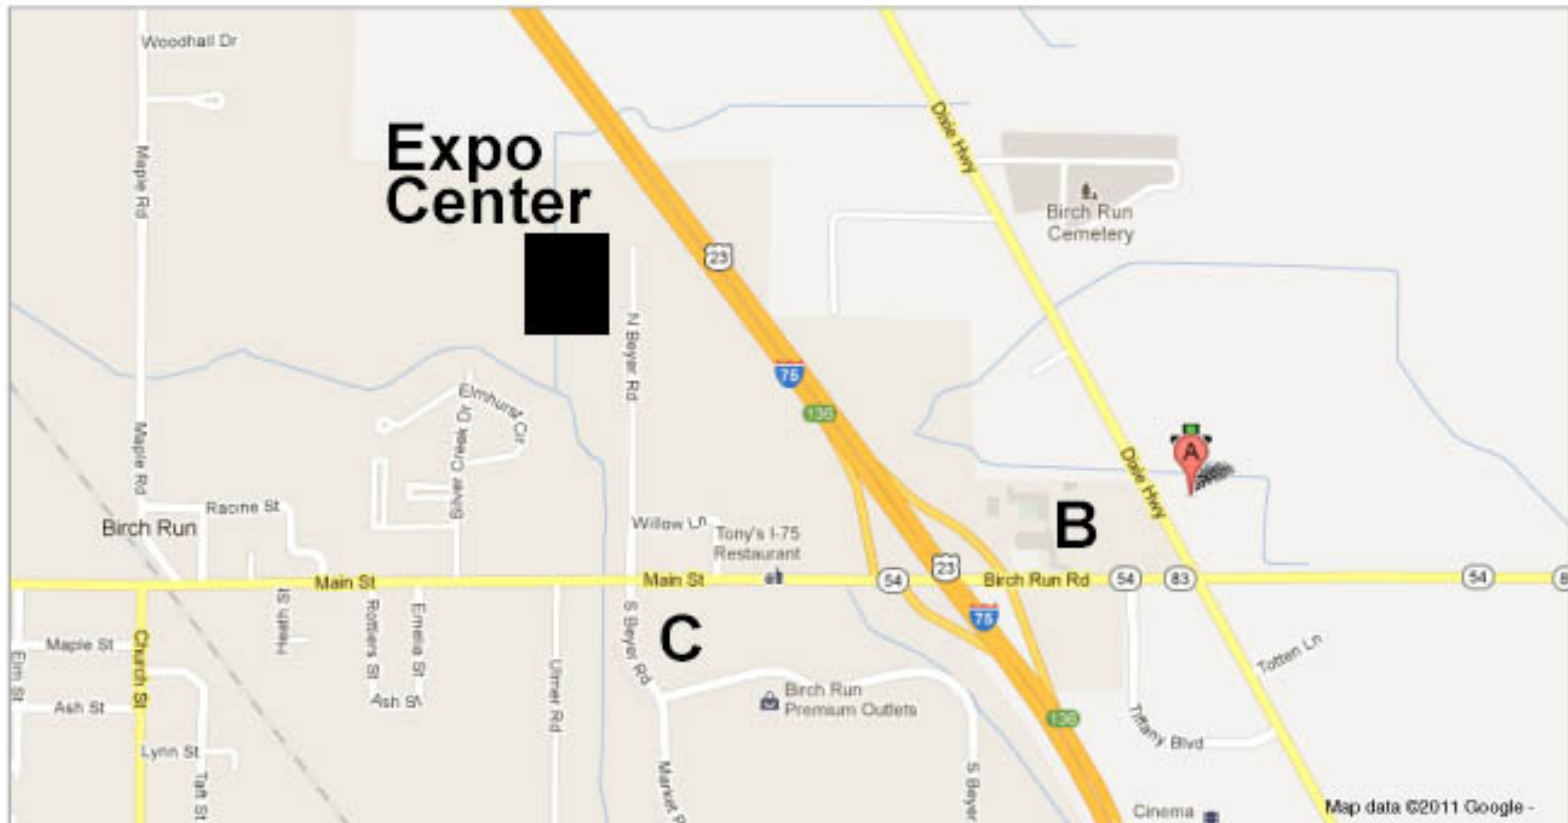 Woodhall Dr
Maple Rd
Expo
Center
Dixie Hwy
Birch Run
Cemetery
23
N Beyer Rd
75
136
Elmhurst Cir
Silver Creek Dr
Maple Rd
Racine St
Birch Run
Willow Ln
Tony's I-75
Restaurant
A
B
Dixie Hwy
Main St
Main St
54
23
Birch Run Rd
54
83
54
8
75
Heath St
Rottiers St
Emelia St
S Beyer Rd
C
Maple St
Elm St
Church St
Ash St
Ash St
Ulmer Rd
Birch Run
Premium Outlets
Totten Ln
Tiffany Blvd
136
Lynn St
Taft St
Market P
S Beyer
Cinema
Map data ©2011 Google -